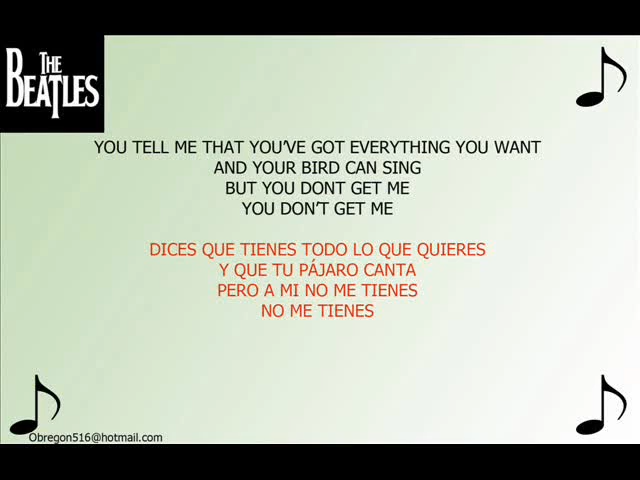 THE
BEATLES
YOU TELL ME THAT YOU'VE GOT EVERYTHING YOU WANT
AND YOUR BIRD CAN SING
BUT YOU DONT GET ME
YOU DON'T GET ME
DICES QUE TIENES TODO LO QUE QUIERES
Y QUE TU PÁJARO CANTA
PERO A MI NO ME TIENES
NO ME TIENES
Obregon516@hotmail.com